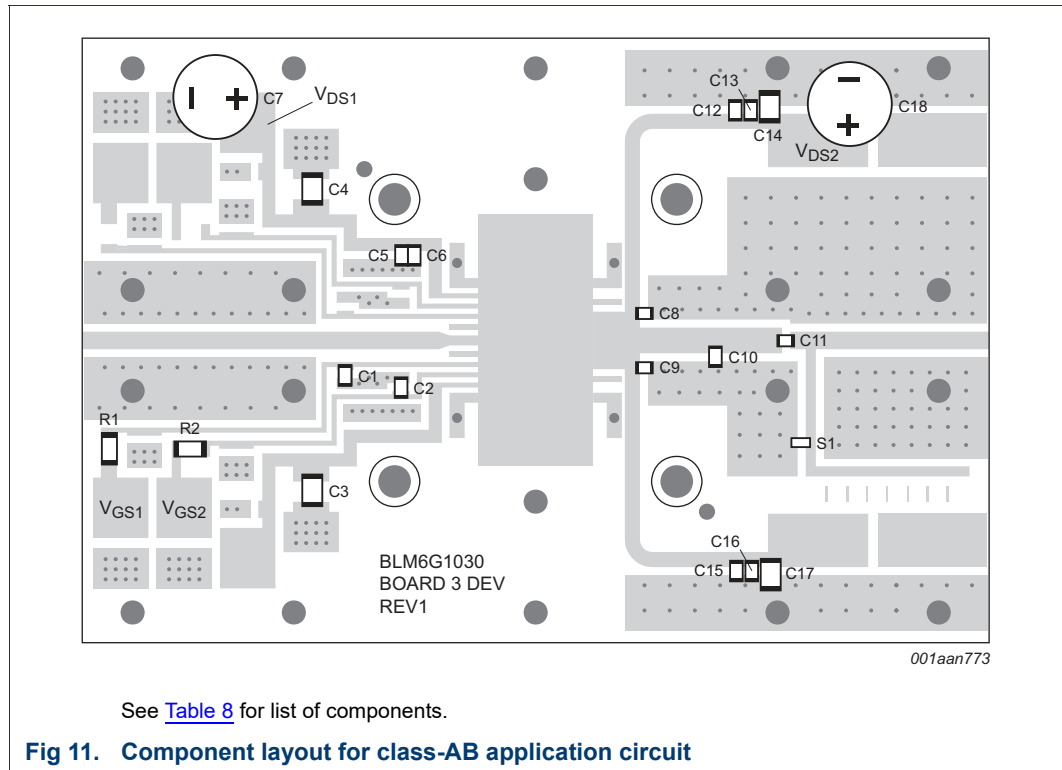 C13
C12
C14
C7
V_DS1
C18
V_DS2
C4
C5
C6
C8
C11
C10
C9
C1
C2
R1
R2
S1
C3
V_GS1
V_GS2
C16
C15
C17
BLM6G1030
BOARD 3 DEV
REV1
001aan773
See Table 8 for list of components.
Fig 11. Component layout for class-AB application circuit